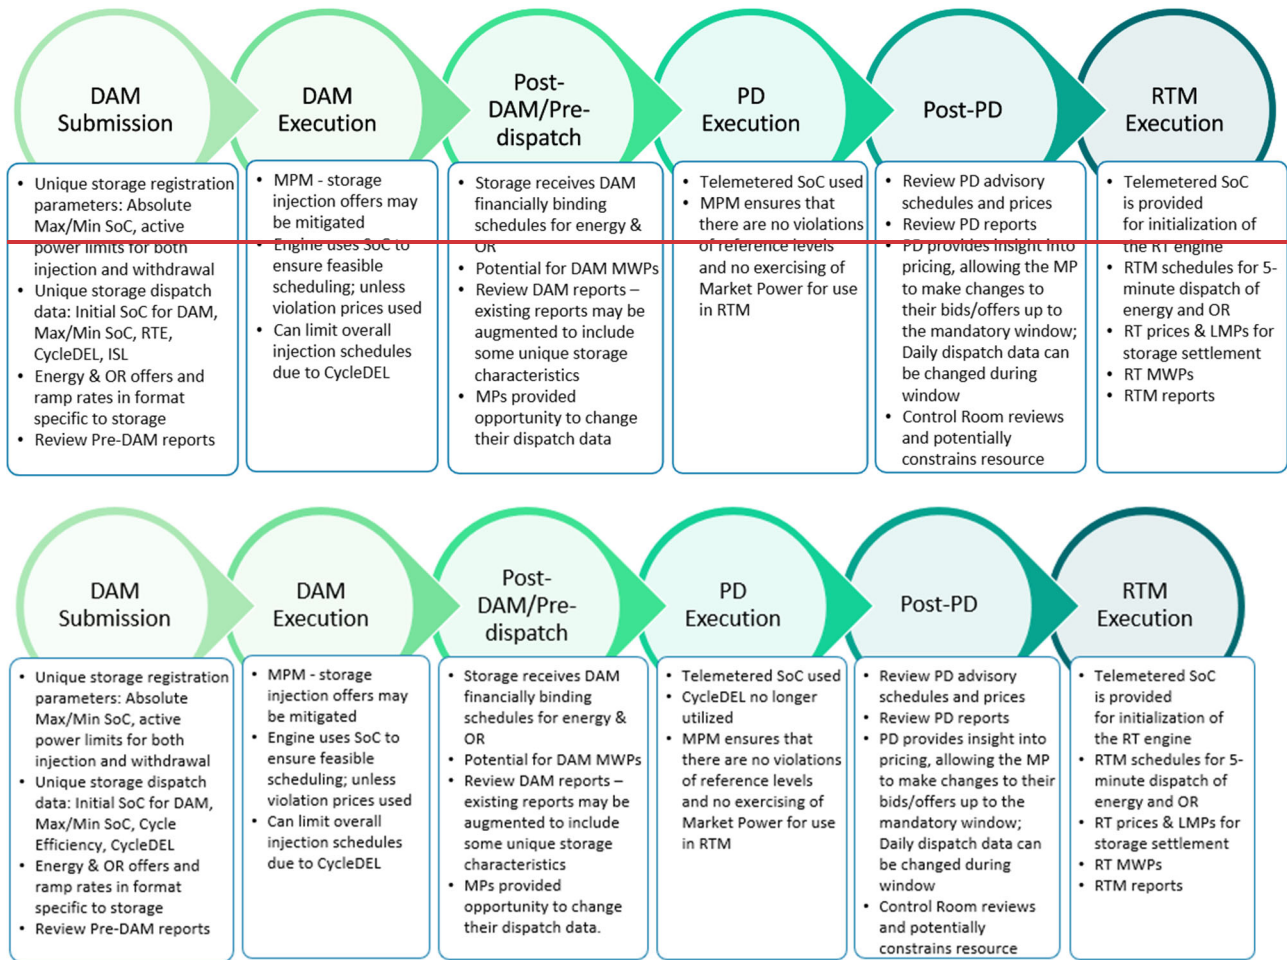 DAM
Submission
DAM
Execution
Post-
DAM/Pre-
dispatch
PD
Execution
Post-PD
RTM
Execution
• Unique storage registration
parameters: Absolute
Max/Min SoC, active
power limits for both
injection and withdrawal
• Unique storage dispatch
data: Initial SoC for DAM,
Max/Min SoC, RTE,
CycleDEL, ISL
• Energy & OR offers and
ramp rates in format
specific to storage
• Review Pre-DAM reports
• MPM - storage
injection offers may
be mitigated
• Engine uses SoC to
ensure feasible
scheduling; unless
violation prices used
• Can limit overall
injection schedules
due to CycleDEL
• Storage receives DAM
financially binding
schedules for energy &
OR
• Potential for DAM MWPs
• Review DAM reports –
existing reports may be
augmented to include
some unique storage
characteristics
• MPs provided
opportunity to change
their dispatch data
• Telemetered SoC used
• MPM ensures that
there are no violations
of reference levels
and no exercising of
Market Power for use
in RTM
• Review PD advisory
schedules and prices
• Review PD reports
• PD provides insight into
pricing, allowing the MP
to make changes to
their bids/offers up to
the mandatory window;
Daily dispatch data can
be changed during
window
• Control Room reviews
and potentially
constrains resource
• Telemetered SoC
is provided
for initialization of
the RT engine
• RTM schedules for 5-
minute dispatch of
energy and OR
• RT prices & LMPs for
storage settlement
• RT MWPs
• RTM reports
DAM
Submission
DAM
Execution
Post-
DAM/Pre-
dispatch
PD
Execution
Post-PD
RTM
Execution
• Unique storage registration
parameters: Absolute
Max/Min SoC, active
power limits for both
injection and withdrawal
• Unique storage dispatch
data: Initial SoC for DAM,
Max/Min SoC, Cycle
Efficiency, CycleDEL
• Energy & OR offers and
ramp rates in format
specific to storage
• Review Pre-DAM reports
• MPM - storage
injection offers may
be mitigated
• Engine uses SoC to
ensure feasible
scheduling; unless
violation prices used
• Can limit overall
injection schedules
due to CycleDEL
• Storage receives DAM
financially binding
schedules for energy &
OR
• Potential for DAM MWPs
• Review DAM reports –
existing reports may be
augmented to include
some unique storage
characteristics
• MPs provided
opportunity to change
their dispatch data.
• Telemetered SoC used
• CycleDEL no longer
utilized
• MPM ensures that
there are no violations
of reference levels
and no exercising of
Market Power for use
in RTM
• Review PD advisory
schedules and prices
• Review PD reports
• PD provides insight into
pricing, allowing the MP
to make changes to their
bids/offers up to the
mandatory window;
Daily dispatch data can
be changed during
window
• Control Room reviews
and potentially
constrains resource
• Telemetered SoC
is provided
for initialization of
the RT engine
• RTM schedules for 5-
minute dispatch of
energy and OR
• RT prices & LMPs for
storage settlement
• RT MWPs
• RTM reports